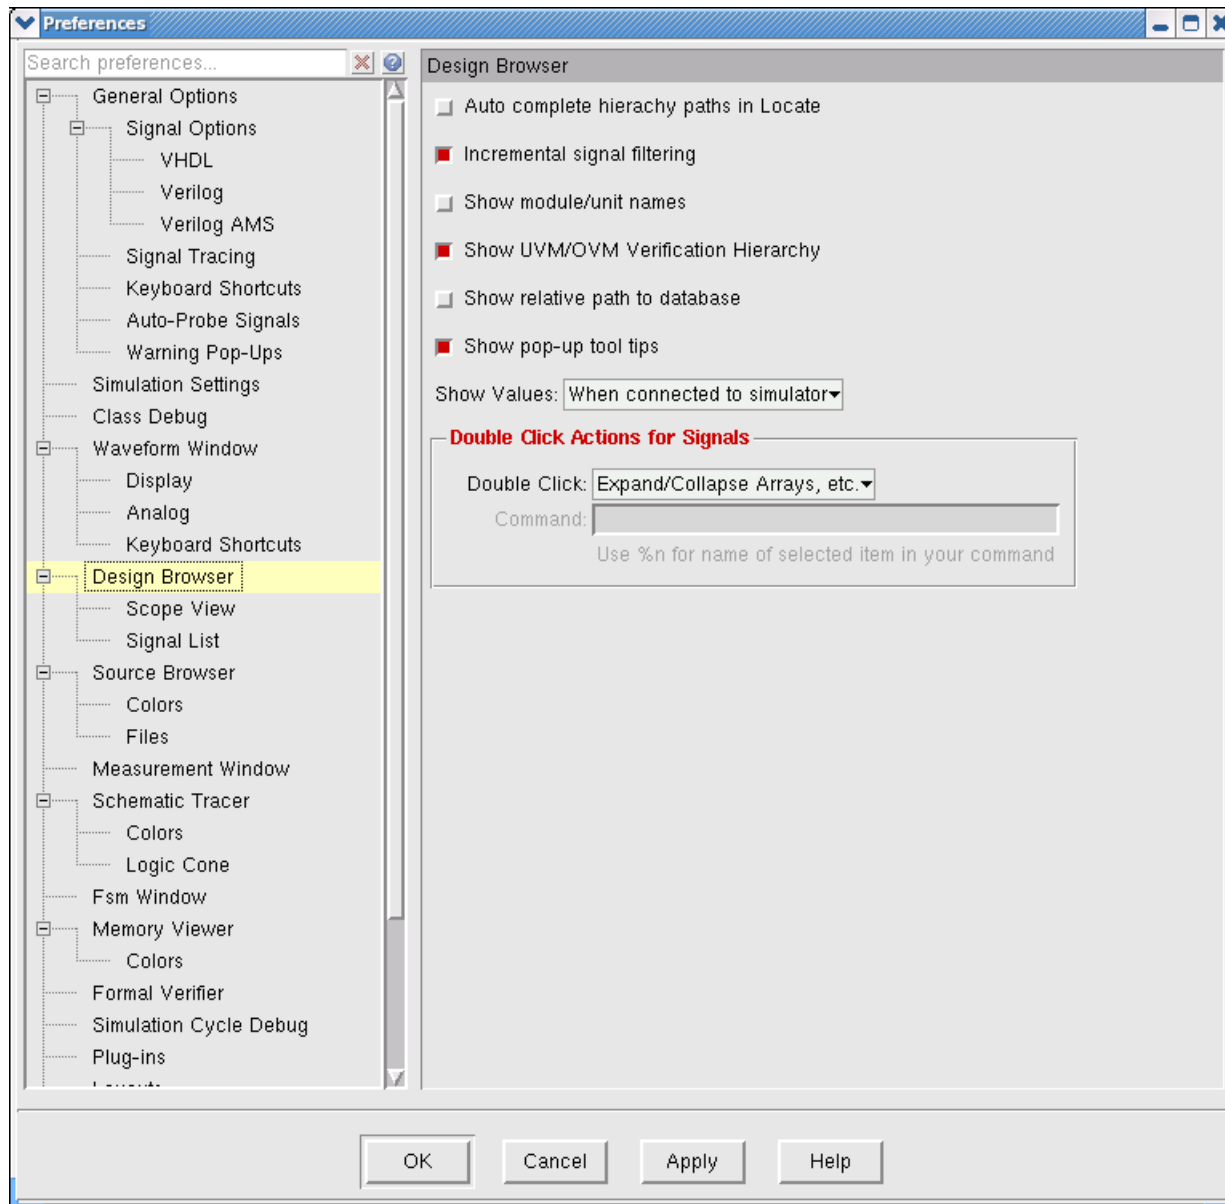 Preferences
Search preferences...
General Options
Signal Options
VHDL
Verilog
Verilog AMS
Signal Tracing
Keyboard Shortcuts
Auto-Probe Signals
Warning Pop-Ups
Simulation Settings
Class Debug
Waveform Window
Display
Analog
Keyboard Shortcuts
Design Browser
Scope View
Signal List
Source Browser
Colors
Files
Measurement Window
Schematic Tracer
Colors
Logic Cone
Fsm Window
Memory Viewer
Colors
Formal Verifier
Simulation Cycle Debug
Plug-ins
Design Browser
Auto complete hierachy paths in Locate
Incremental signal filtering
Show module/unit names
Show UVM/OVM Verification Hierarchy
Show relative path to database
Show pop-up tool tips
Show Values: When connected to simulator
Double Click Actions for Signals
Double Click: Expand/Collapse Arrays, etc.
Command:
Use %n for name of selected item in your command
OK Cancel Apply Help